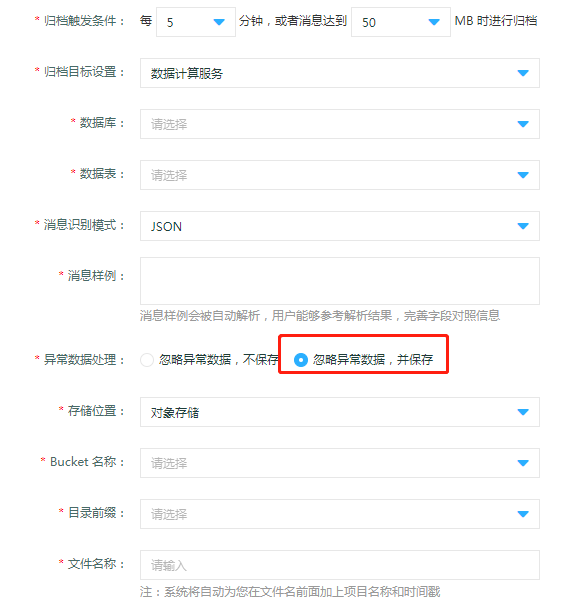 * 归档触发条件： 每 5 分钟，或者消息达到 50 MB 时进行归档
* 归档目标设置： 数据计算服务
* 数据库： 请选择
* 数据表： 请选择
* 消息识别模式： JSON
* 消息样例：
消息样例会被自动解析，用户能够参考解析结果，完善字段对照信息
* 异常数据处理： 忽略异常数据，不保存 忽略异常数据，并保存
* 存储位置： 对象存储
* Bucket 名称： 请选择
* 目录前缀： 请选择
* 文件名称： 请输入
注：系统将自动为您在文件名前面加上项目名称和时间戳